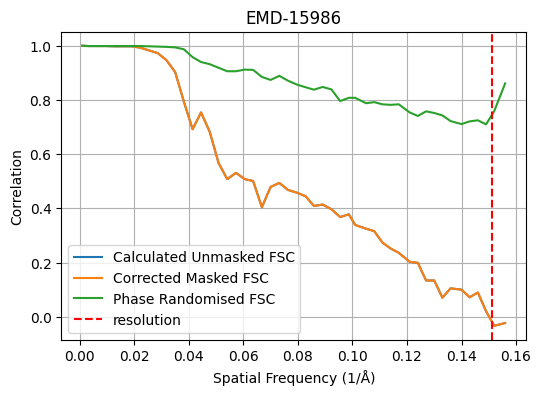 EMD-15986
1.0
0.8
0.6
0.4
0.2
0.0
Correlation
Calculated Unmasked FSC
Corrected Masked FSC
Phase Randomised FSC
resolution
0.00 0.02 0.04 0.06 0.08 0.10 0.12 0.14 0.16
Spatial Frequency (1/Å)